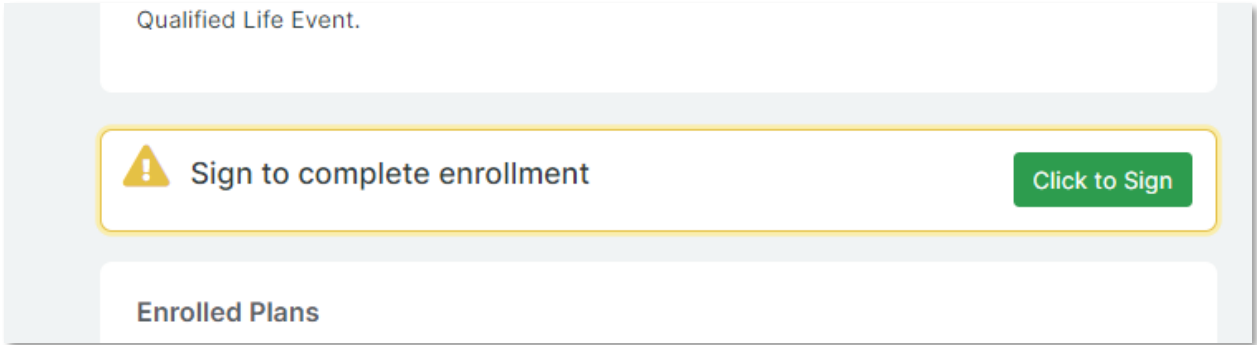 Qualified Life Event.
Sign to complete enrollment
Click to Sign
Enrolled Plans